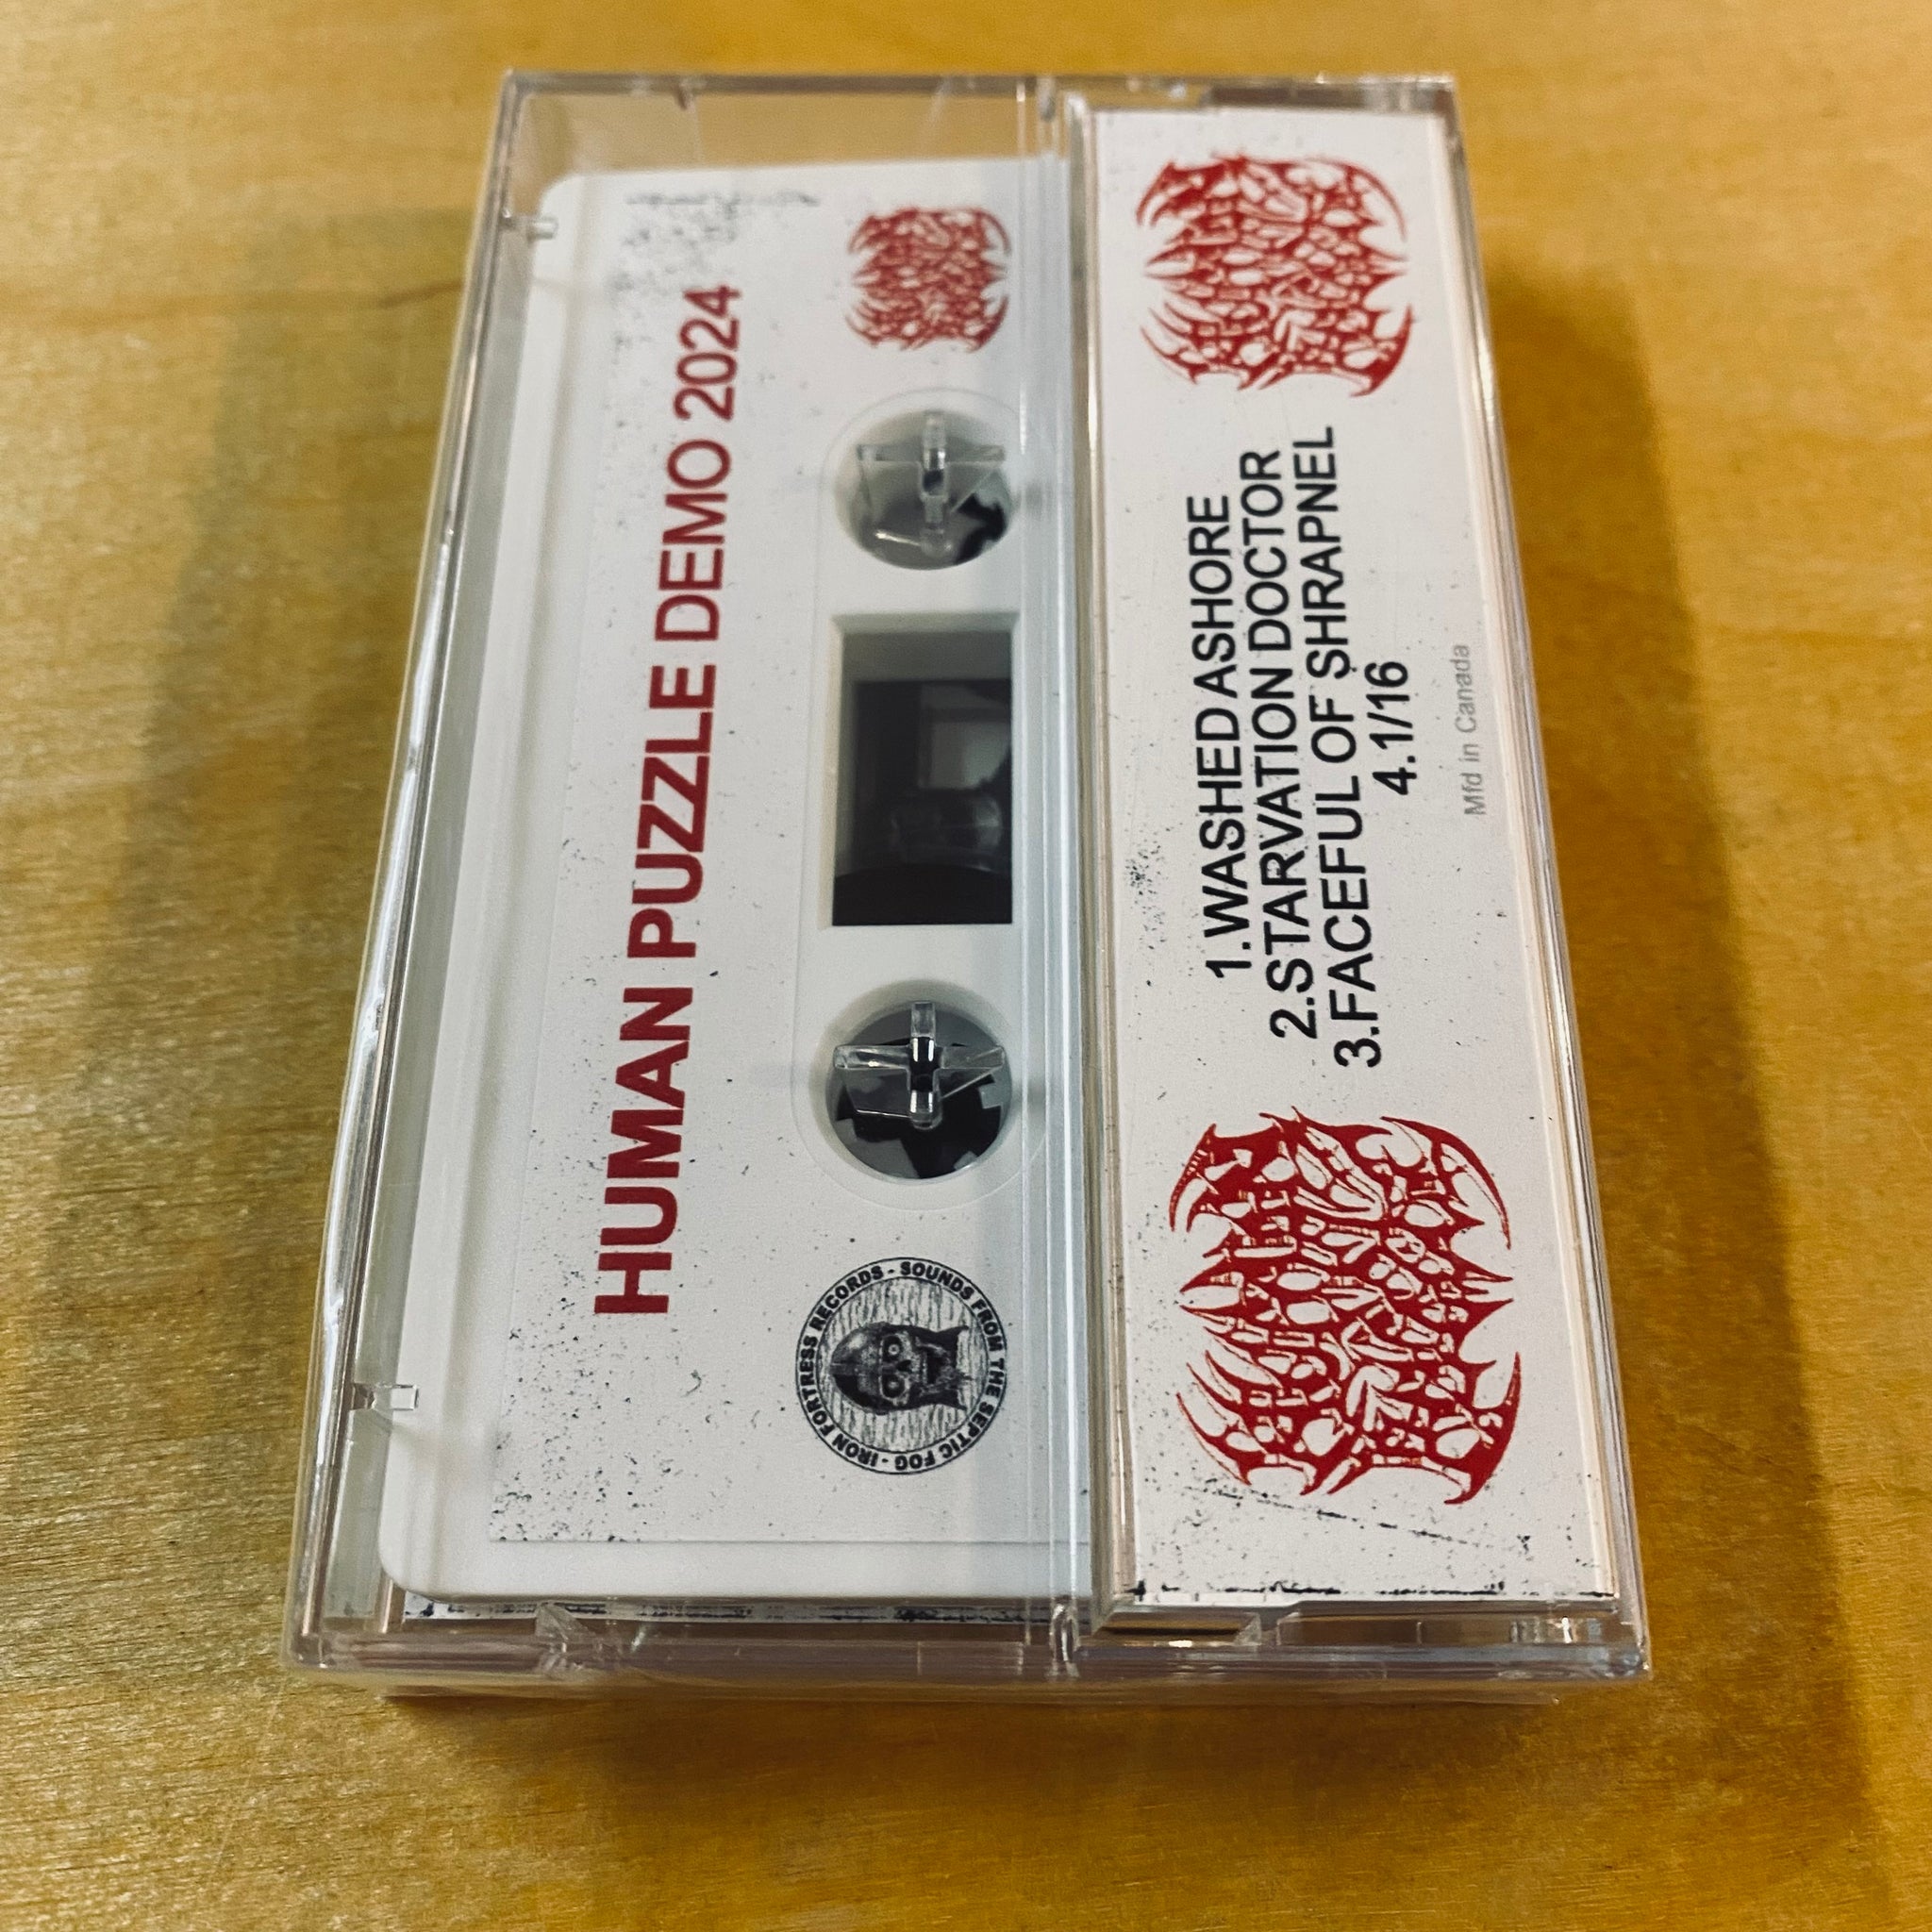 HUMAN PUZZLE DEMO 2024
IRON FORTRESS RECORDS - SOUNDS FROM THE SEPTIC FOG -
1.WASHED ASHORE
2.STARVATION DOCTOR
3.FACEFUL OF SHRAPNEL
4.1/16
Mfd in Canada